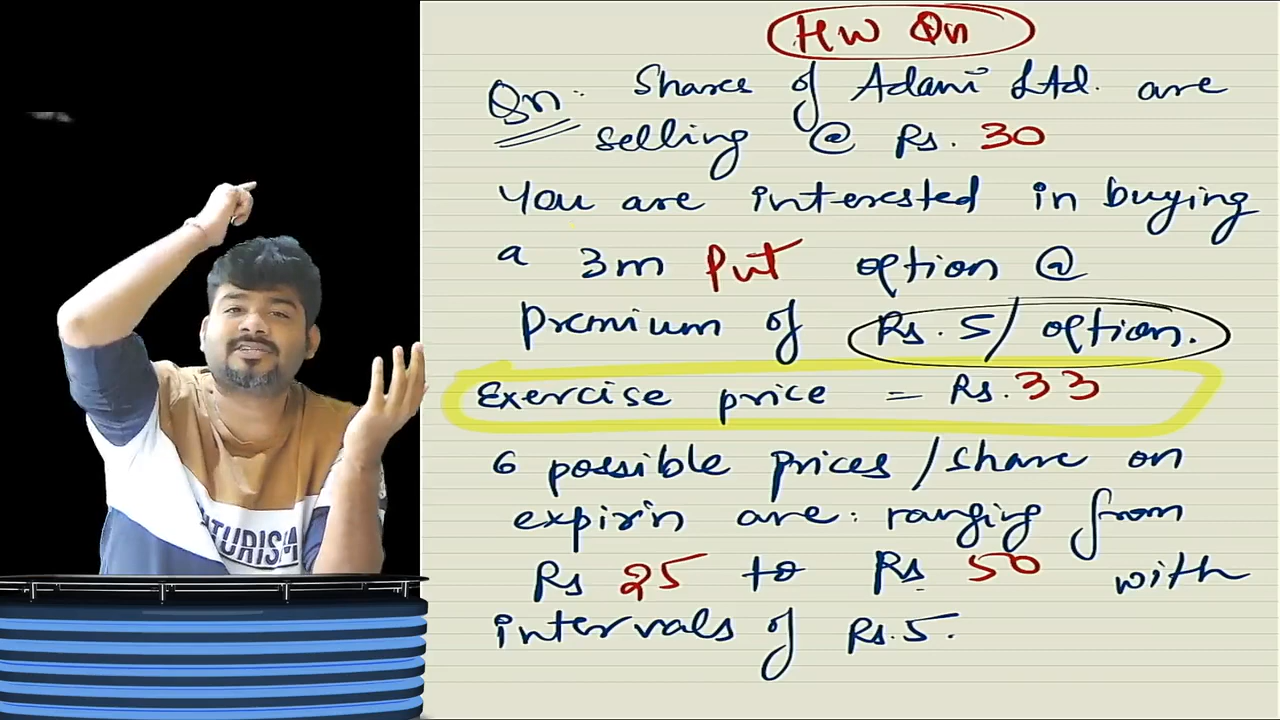 HW Qn
Qn: Shares of Adani Ltd. are
selling @ Rs. 30
You are interested in buying
a 3m Put option @
premium of Rs. 5/option.
Exercise price = Rs. 33
6 possible prices/share on
expirin are: ranging from
Rs 25 to Rs 50 with
intervals of Rs. 5.
ATURISM